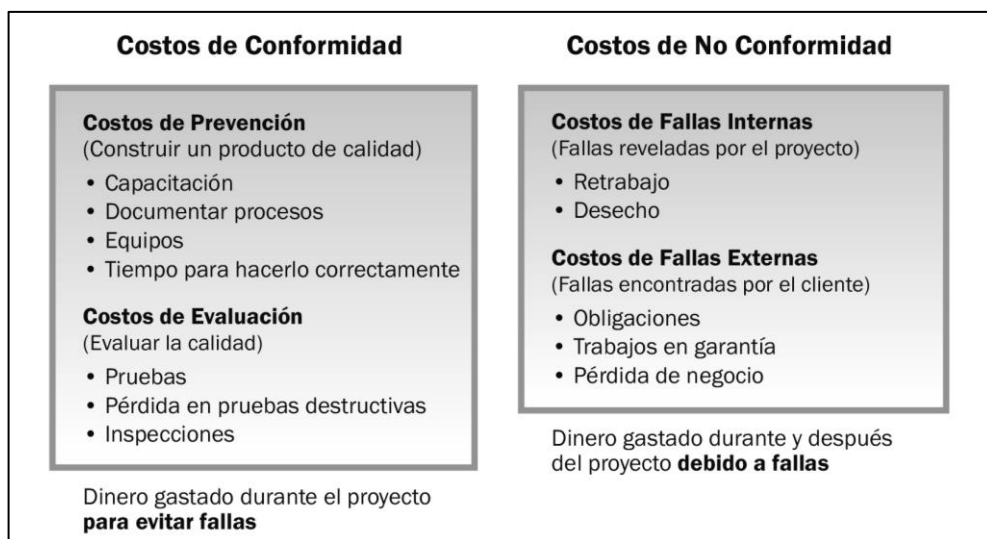 Costos de Conformidad
Costos de Prevención
(Construir un producto de calidad)
• Capacitación
• Documentar procesos
• Equipos
• Tiempo para hacerlo correctamente
Costos de Evaluación
(Evaluar la calidad)
• Pruebas
• Pérdida en pruebas destructivas
• Inspecciones
Dinero gastado durante el proyecto
para evitar fallas
Costos de No Conformidad
Costos de Fallas Internas
(Fallas reveladas por el proyecto)
• Retrabajo
• Desecho
Costos de Fallas Externas
(Fallas encontradas por el cliente)
• Obligaciones
• Trabajos en garantía
• Pérdida de negocio
Dinero gastado durante y después
del proyecto debido a fallas